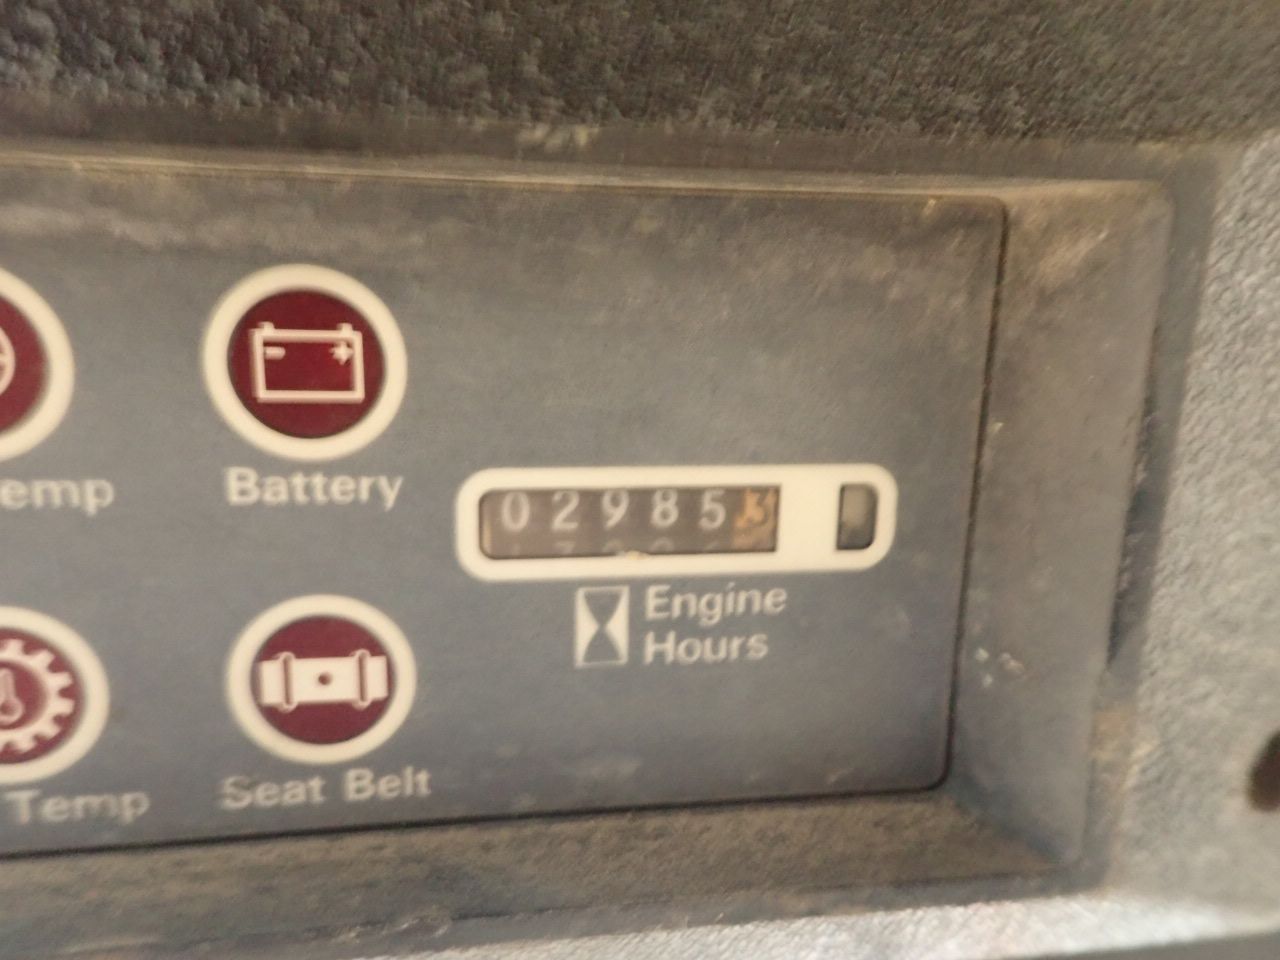 Battery
emp
02985
Engine
Hours
Temp
Seat Belt